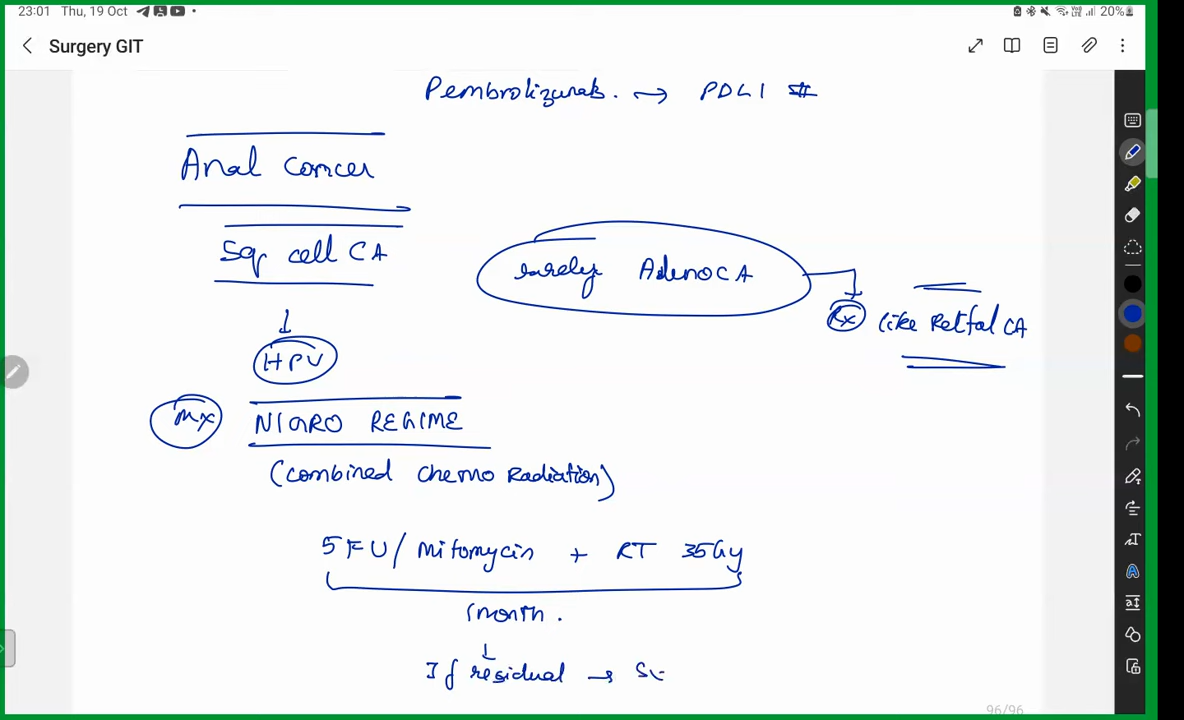 23:01 Thu, 19 Oct
20%
Surgery GIT
Pembrolizumab. → PDL1 #
Anal cancer
Sq. cell CA
rarely AdenoCA
Rx like Rectal CA
↓
HPV
Mx NIGRO REGIME
(combined chemo Radiation)
5FU/ mitomycin + RT 35Gy
1month.
↓
If residual → Su
96/96